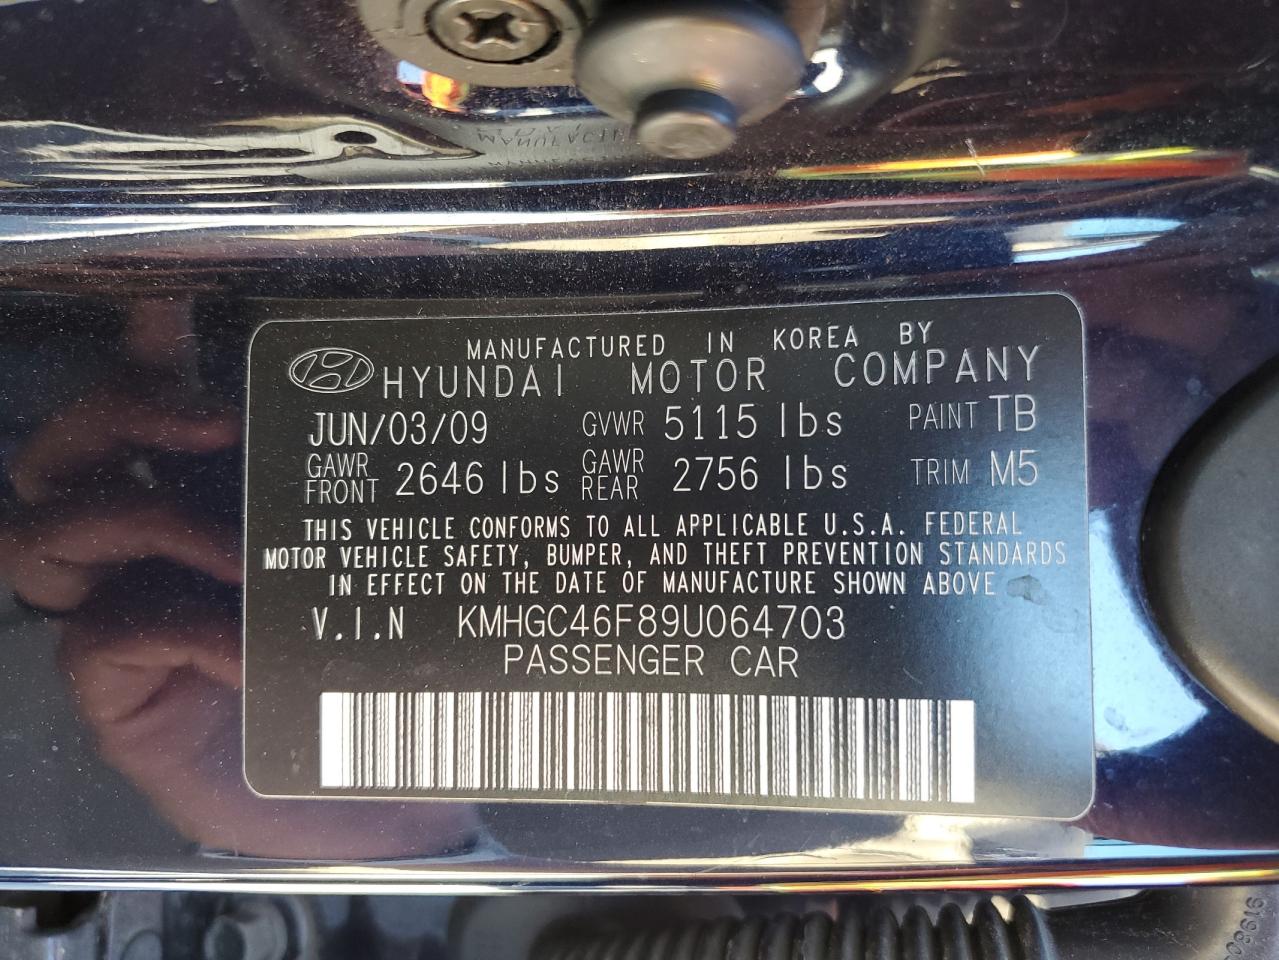 MANUFACTURED IN KOREA BY
HYUNDAI MOTOR COMPANY
JUN/03/09 GVWR 5115 lbs PAINT TB
GAWR FRONT 2646 lbs GAWR REAR 2756 lbs TRIM M5
THIS VEHICLE CONFORMS TO ALL APPLICABLE U.S.A. FEDERAL
MOTOR VEHICLE SAFETY, BUMPER, AND THEFT PREVENTION STANDARDS
IN EFFECT ON THE DATE OF MANUFACTURE SHOWN ABOVE
V.I.N KMHGC46F89U064703
PASSENGER CAR